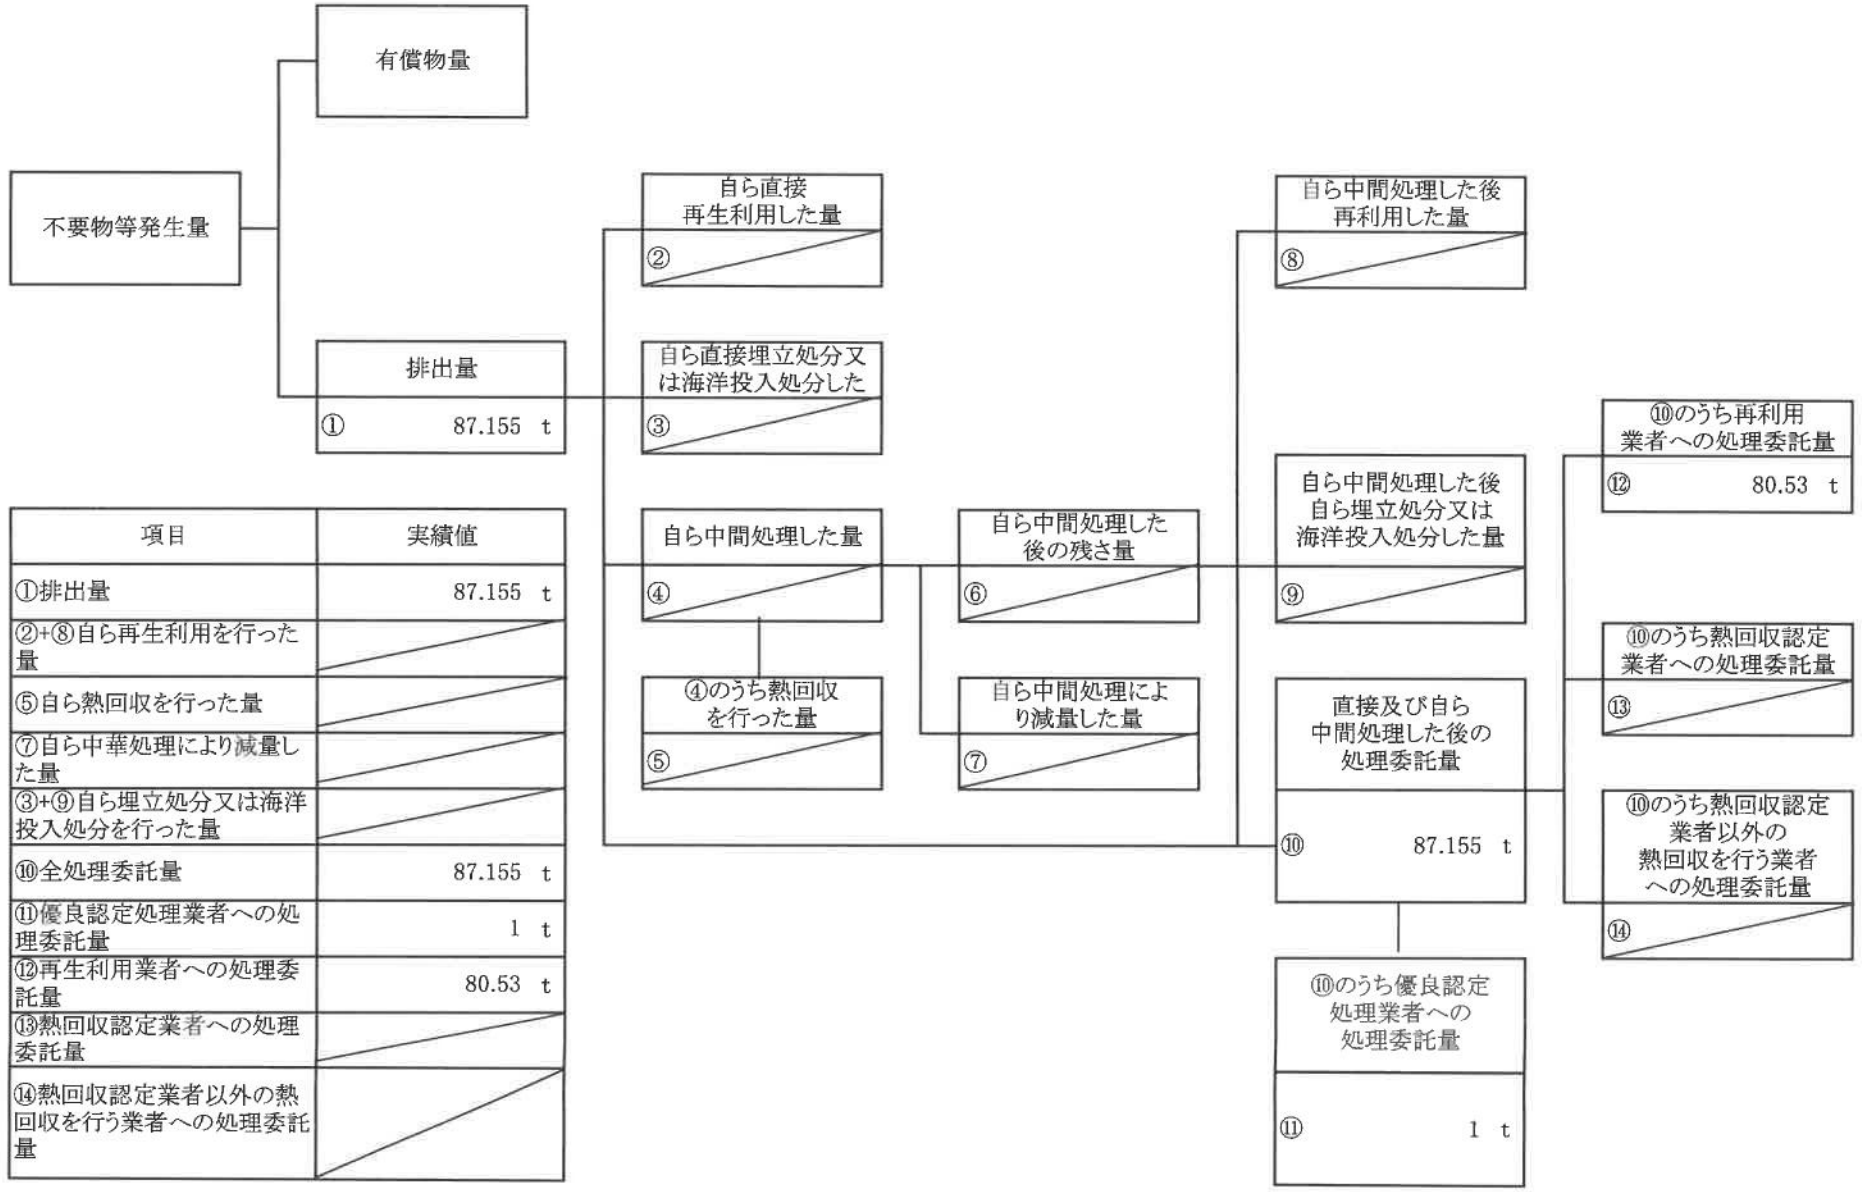 有償物量
不要物等発生量
排出量
① 87.155 t
自ら直接
再生利用した量
②
自ら直接埋立処分又
は海洋投入処分した
③
自ら中間処理した量
④
④のうち熱回収
を行った量
⑤
自ら中間処理した
後の残さ量
⑥
自ら中間処理によ
り減量した量
⑦
自ら中間処理した後
再利用した量
⑧
自ら中間処理した後
自ら埋立処分又は
海洋投入処分した量
⑨
直接及び自ら
中間処理した後の
処理委託量
⑩ 87.155 t
⑩のうち優良認定
処理業者への
処理委託量
⑪ 1 t
⑩のうち再利用
業者への処理委託量
⑫ 80.53 t
⑩のうち熱回収認定
業者への処理委託量
⑬
⑩のうち熱回収認定
業者以外の
熱回収を行う業者
への処理委託量
⑭
項目 実績値
①排出量 87.155 t
②+⑧自ら再生利用を行った
量
⑤自ら熱回収を行った量
⑦自ら中華処理により減量し
た量
③+⑨自ら埋立処分又は海洋
投入処分を行った量
⑩全処理委託量 87.155 t
⑪優良認定処理業者への処
理委託量 1 t
⑫再生利用業者への処理委
託量 80.53 t
⑬熱回収認定業者への処理
委託量
⑭熱回収認定業者以外の熱
回収を行う業者への処理委託
量